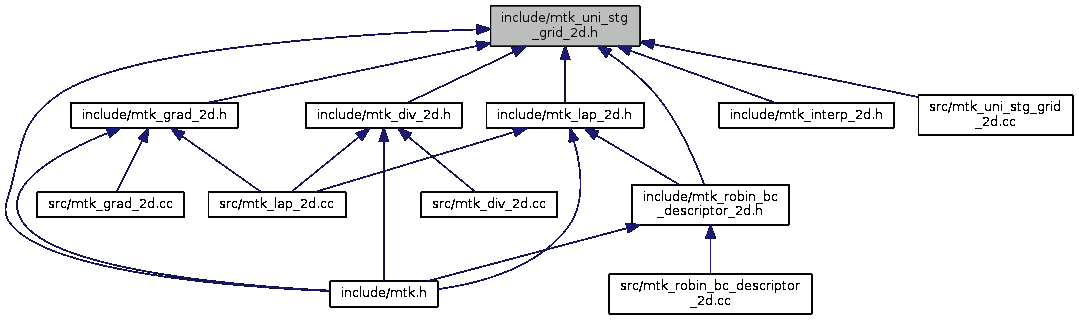 include/mtk_uni_stg
_grid_2d.h
include/mtk_grad_2d.h
include/mtk_div_2d.h
include/mtk_lap_2d.h
include/mtk_interp_2d.h
src/mtk_uni_stg_grid
_2d.cc
src/mtk_grad_2d.cc
src/mtk_lap_2d.cc
src/mtk_div_2d.cc
include/mtk_robin_bc
_descriptor_2d.h
include/mtk.h
src/mtk_robin_bc_descriptor
_2d.cc